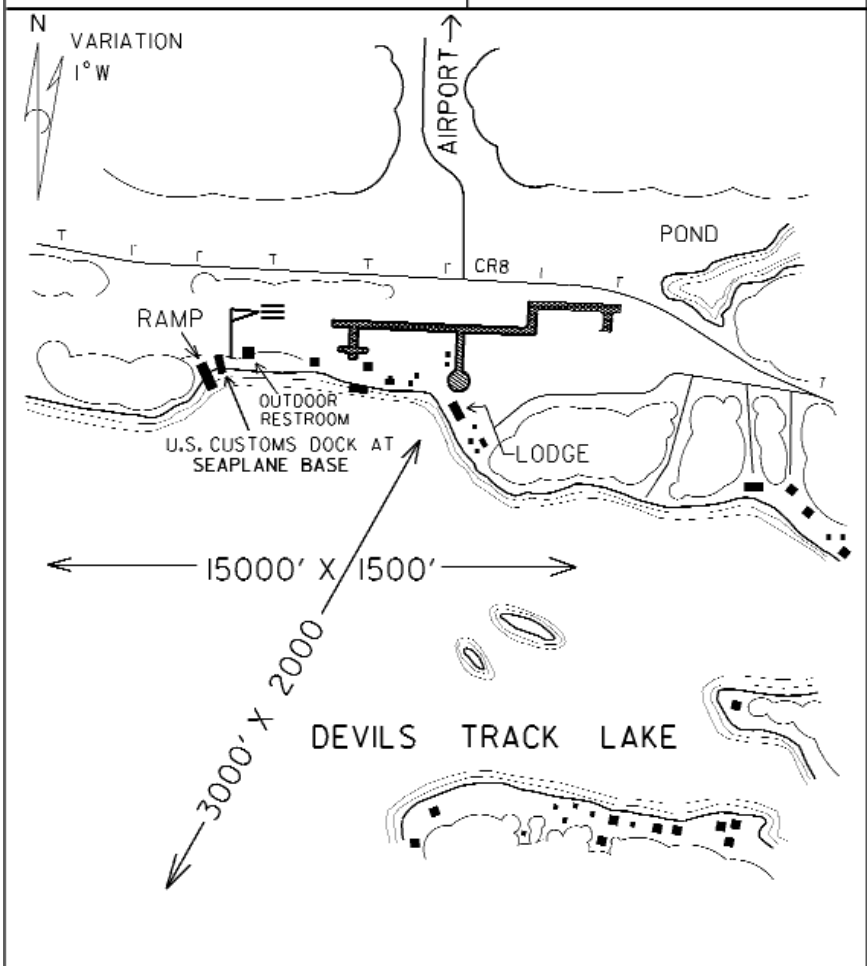 N
VARIATION
1° W
AIRPORT
POND
T
T
T
T
T
T
T
T
CR8
RAMP
OUTDOOR
RESTROOM
U.S. CUSTOMS DOCK AT
SEAPLANE BASE
LODGE
15000' X 1500'
3000' X 2000
DEVILS TRACK LAKE